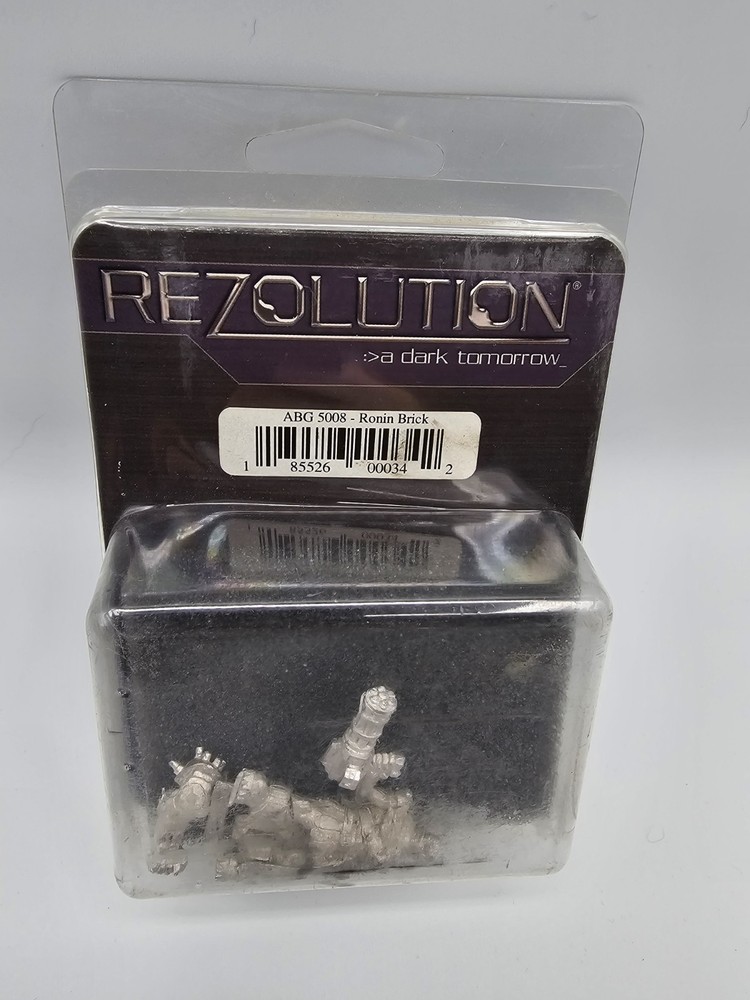 REZOLUTION®
.:>a dark tomorrow_
ABG 5008 - Ronin Brick
1 85526 00034 2